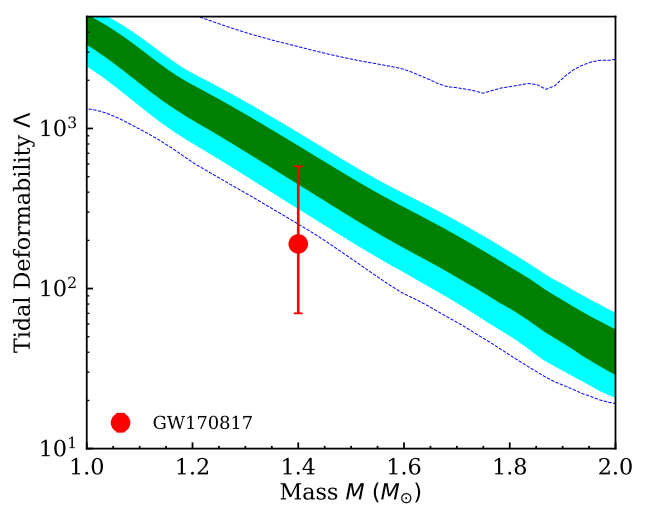 Tidal Deformability Λ
10³
10²
10¹
GW170817
1.0 1.2 1.4 1.6 1.8 2.0
Mass M (M⊙)